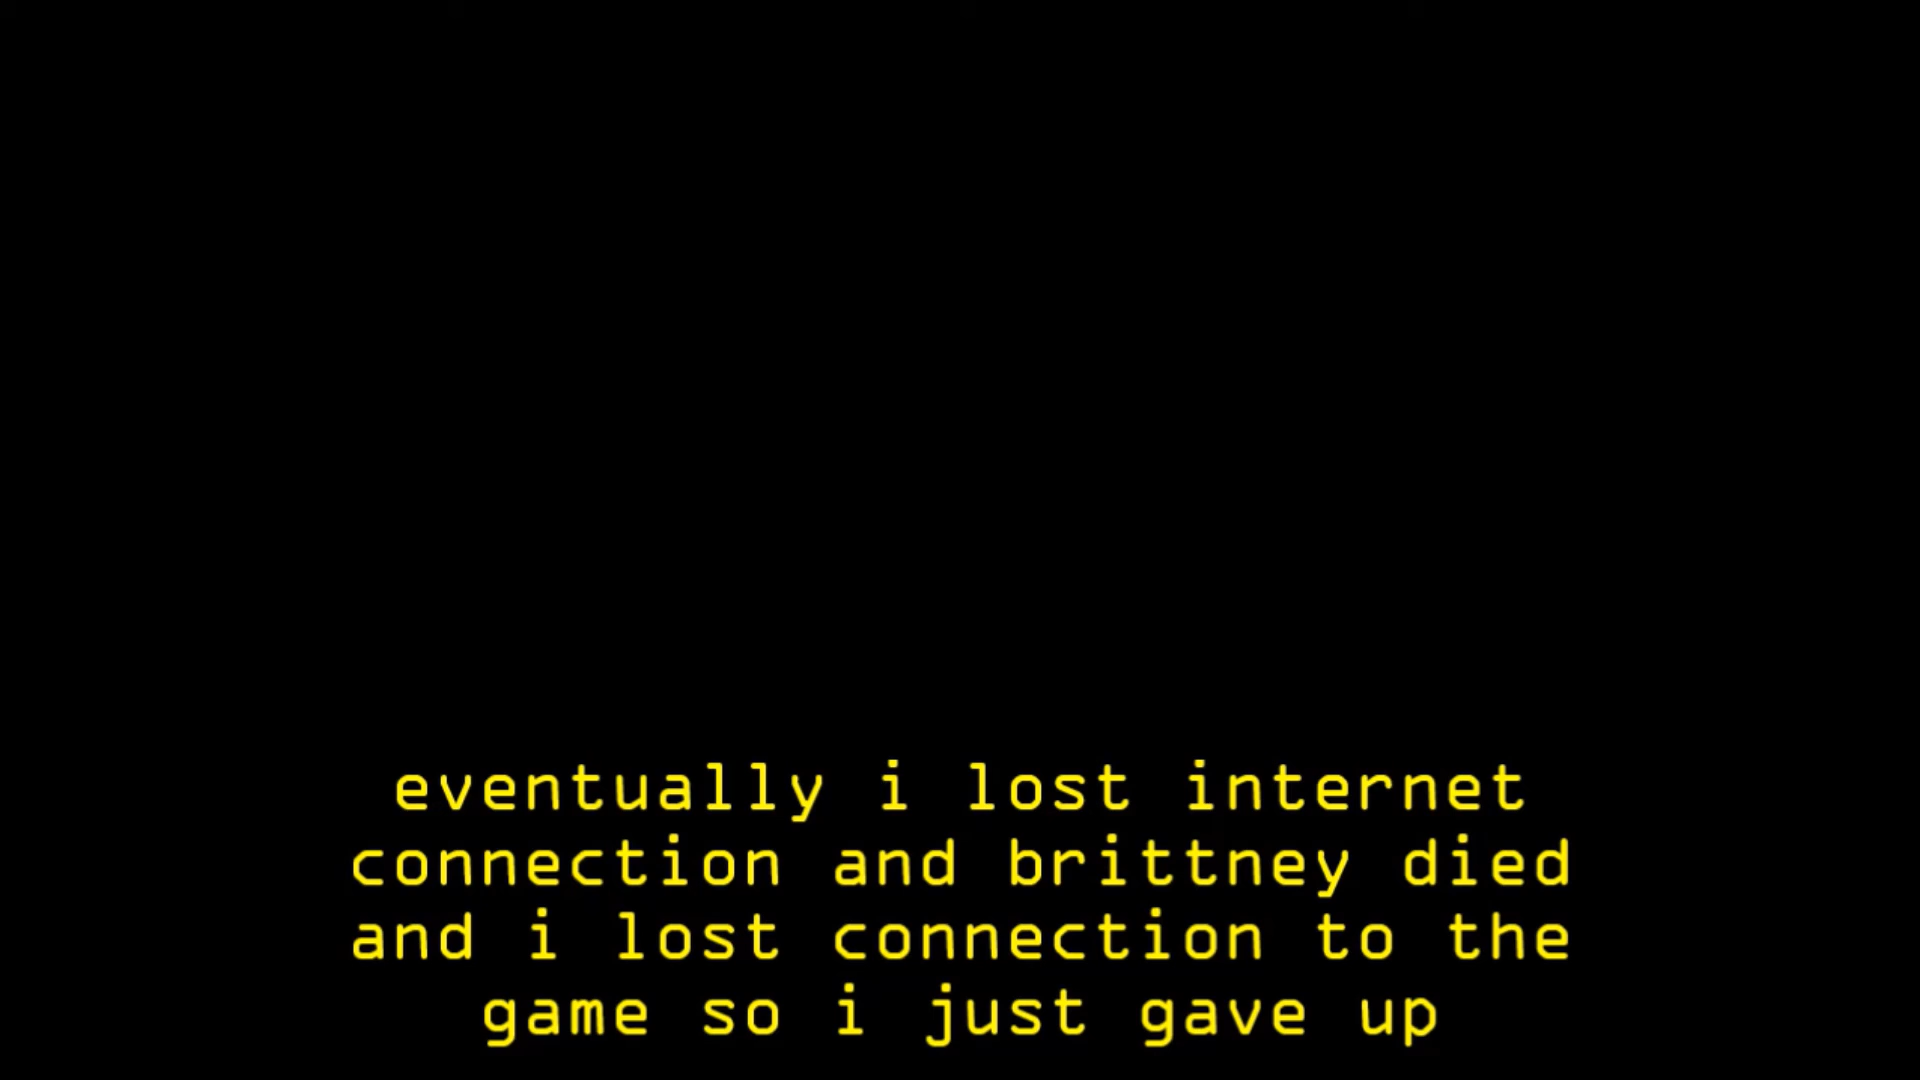 eventually i lost internet
connection and brittney died
and i lost connection to the
game so i just gave up